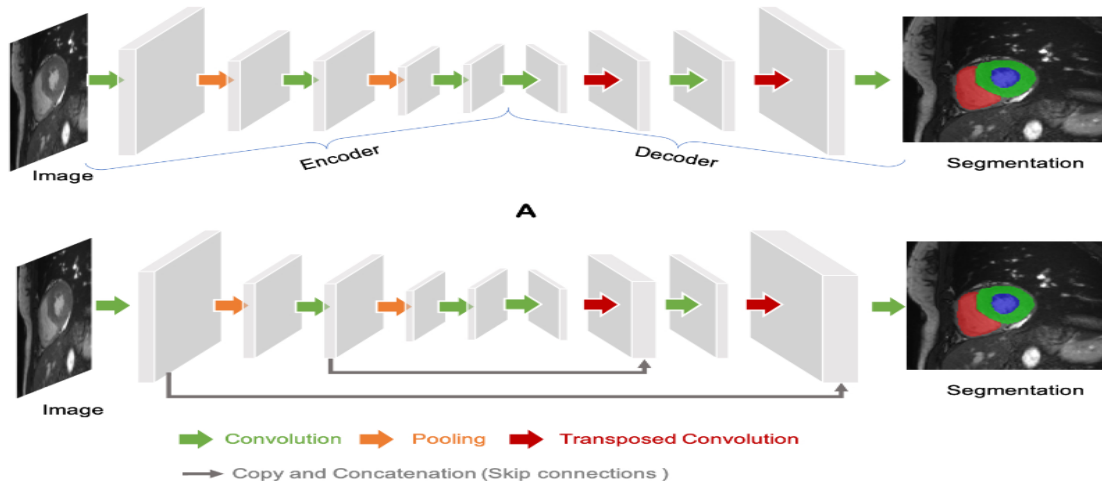 Encoder
Decoder
Image
Segmentation
A
Image
Segmentation
Convolution
Pooling
Transposed Convolution
Copy and Concatenation (Skip connections )